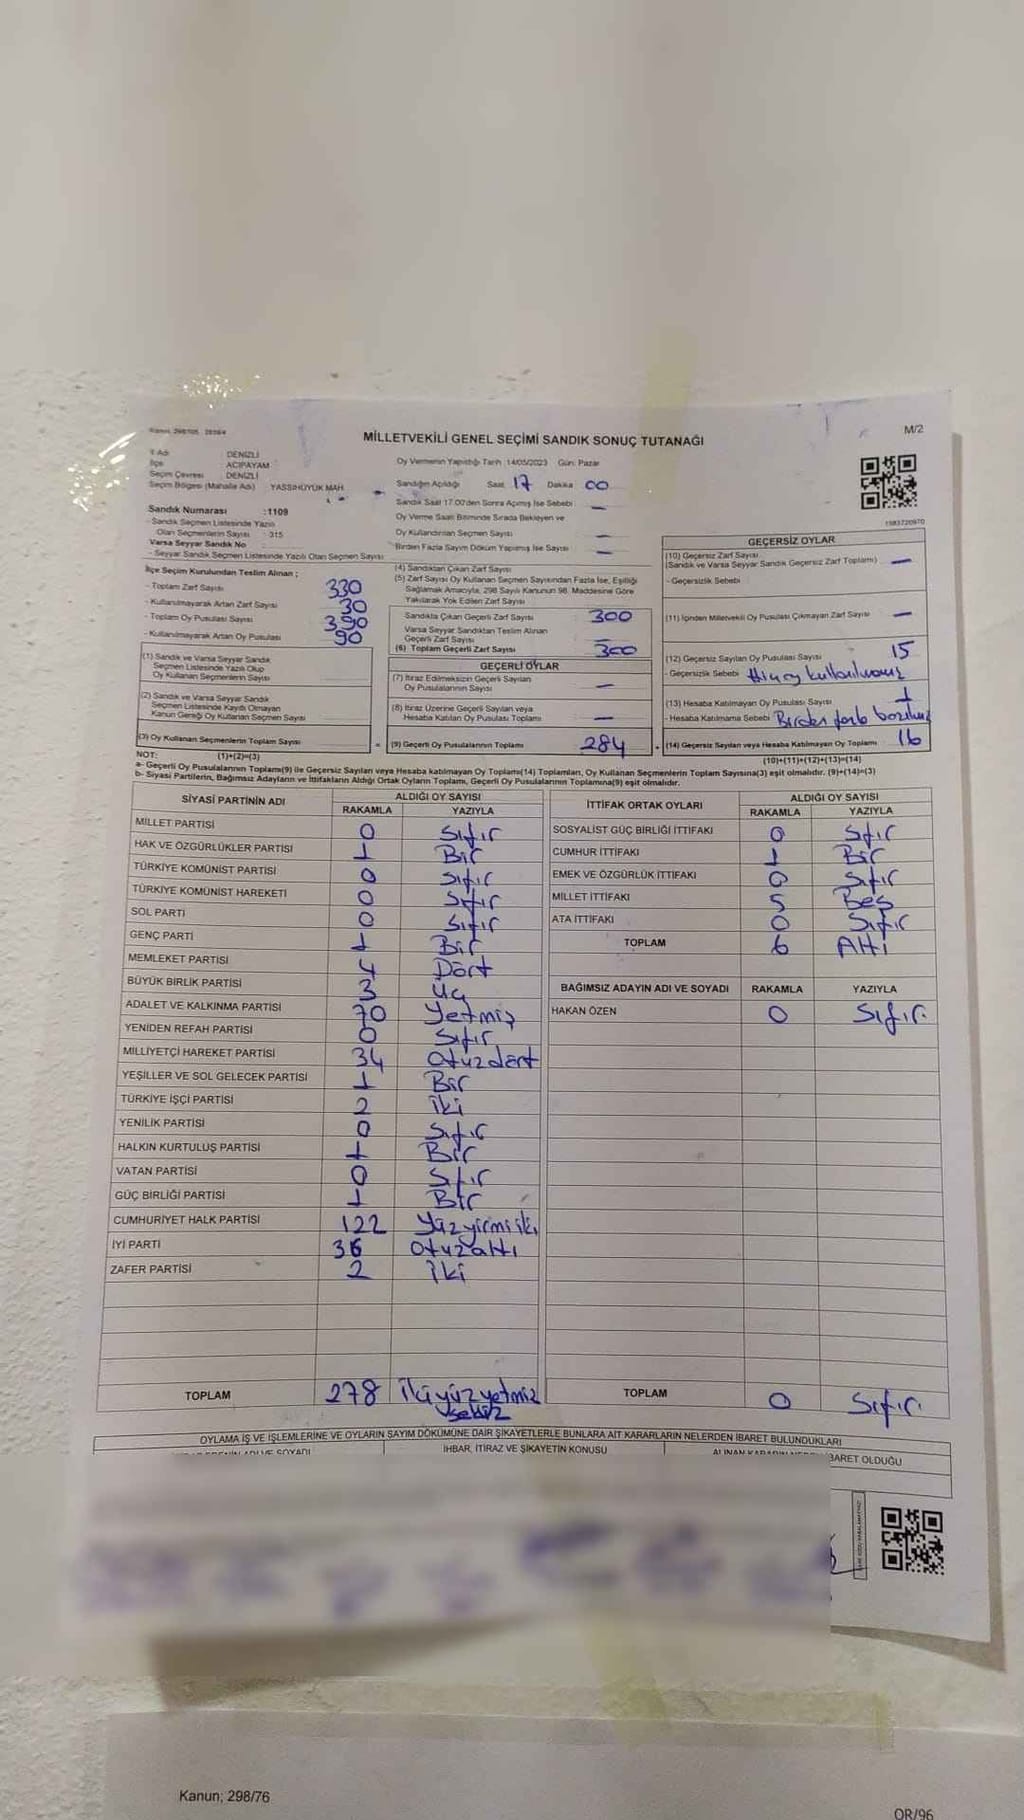 MİLLETVEKİLİ GENEL SEÇİMİ SANDIK SONUÇ TUTANAĞI
M/2
İl Adı : DENİZLİ
İlçe : ACIPAYAM
Seçim Çevresi : DENİZLİ
Seçim Bölgesi (Mahalle Adı) : YASSIHÜYÜK MAH.
Oy Vermenin Yapıldığı Tarih :14/05/2023 Gün: Pazar
Sandığın Açıldığı Saat 17 Dakika 00
Sandık Saat 17.00'den Sonra Açılmış İse Sebebi —
Oy Verme Saati Bitiminde Sırada Bekleyen ve
Oy Kullandırılan Seçmen Sayısı —
Birden Fazla Sayım Döküm Yapılmış İse Sayısı —
Sandık Numarası :1109
- Sandık Seçmen Listesinde Yazılı
Olan Seçmenlerin Sayısı : 315
Varsa Seyyar Sandık No
- Seyyar Sandık Seçmen Listesinde Yazılı Olan Seçmen Sayısı
İlçe Seçim Kurulundan Teslim Alınan ;
- Toplam Zarf Sayısı 330
- Kullanılmayarak Artan Zarf Sayısı 30
- Toplam Oy Pusulası Sayısı 390
- Kullanılmayarak Artan Oy Pusulası 90
(1) Sandık ve Varsa Seyyar Sandık
Seçmen Listesinde Yazılı Olup
Oy Kullanan Seçmenlerin Sayısı
(2) Sandık ve Varsa Seyyar Sandık
Seçmen Listesinde Kayıtlı Olmayan
Kanun Gereği Oy Kullanan Seçmen Sayısı
(3) Oy Kullanan Seçmenlerin Toplam Sayısı
(1)+(2)=(3)
(4) Sandıktan Çıkan Zarf Sayısı
(5) Zarf Sayısı Oy Kullanan Seçmen Sayısından Fazla İse, Eşitliği
Sağlamak Amacıyla, 298 Sayılı Kanunun 98. Maddesine Göre
Yakılarak Yok Edilen Zarf Sayısı
Sandıkta Çıkan Geçerli Zarf Sayısı 300
Varsa Seyyar Sandıktan Teslim Alınan
Geçerli Zarf Sayısı —
(6) Toplam Geçerli Zarf Sayısı 300
GEÇERLİ OYLAR
(7) İtiraz Edilmeksizin Geçerli Sayılan
Oy Pusulalarının Sayısı —
(8) İtiraz Üzerine Geçerli Sayılan veya
Hesaba Katılan Oy Pusulası Toplamı —
(9) Geçerli Oy Pusulalarının Toplamı 284
1583720970
GEÇERSİZ OYLAR
(10) Geçersiz Zarf Sayısı
(Sandık ve Varsa Seyyar Sandık Geçersiz Zarf Toplamı) —
- Geçersizlik Sebebi
(11) İçinden Milletvekili Oy Pusulası Çıkmayan Zarf Sayısı —
(12) Geçersiz Sayılan Oy Pusulası Sayısı 15
- Geçersizlik Sebebi
(13) Hesaba Katılmayan Oy Pusulası Sayısı 1
- Hesaba Katılmama Sebebi Birden fazla
(14) Geçersiz Sayılan veya Hesaba Katılmayan Oy Toplamı 16
(10)+(11)+(12)+(13)=(14)
NOT:
a- Geçerli Oy Pusulalarının Toplamı(9) ile Geçersiz Sayılan veya Hesaba katılmayan Oy Toplamı(14) Toplamları, Oy Kullanan Seçmenlerin Toplam Sayısına(3) eşit olmalıdır. (9)+(14)=(3)
b- Siyasi Partilerin, Bağımsız Adayların ve İttifakların Aldığı Ortak Oyların Toplamı, Geçerli Oy Pusulalarının Toplamına(9) eşit olmalıdır.
SİYASİ PARTİNİN ADI ALDIĞI OY SAYISI
RAKAMLA YAZIYLA
MİLLET PARTİSİ 0 Sıfır
HAK VE ÖZGÜRLÜKLER PARTİSİ 1 Bir
TÜRKİYE KOMÜNİST PARTİSİ 0 Sıfır
TÜRKİYE KOMÜNİST HAREKETİ 0 Sıfır
SOL PARTİ 0 Sıfır
GENÇ PARTİ 1 Bir
MEMLEKET PARTİSİ 4 Dört
BÜYÜK BİRLİK PARTİSİ 3 Üç
ADALET VE KALKINMA PARTİSİ 70 Yetmiş
YENİDEN REFAH PARTİSİ 0 Sıfır
MİLLİYETÇİ HAREKET PARTİSİ 34 Otuzdört
YEŞİLLER VE SOL GELECEK PARTİSİ 1 Bir
TÜRKİYE İŞÇİ PARTİSİ 2 İki
YENİLİK PARTİSİ 0 Sıfır
HALKIN KURTULUŞ PARTİSİ 1 Bir
VATAN PARTİSİ 0 Sıfır
GÜÇ BİRLİĞİ PARTİSİ 1 Bir
CUMHURİYET HALK PARTİSİ 122 Yüzyirmiiki
İYİ PARTİ 36 Otuzaltı
ZAFER PARTİSİ 2 İki
TOPLAM 278 İkiyüzyetmiş
sekiz
İTTİFAK ORTAK OYLARI ALDIĞI OY SAYISI
RAKAMLA YAZIYLA
SOSYALİST GÜÇ BİRLİĞİ İTTİFAKI 0 Sıfır
CUMHUR İTTİFAKI 1 Bir
EMEK VE ÖZGÜRLÜK İTTİFAKI 0 Sıfır
MİLLET İTTİFAKI 5 Beş
ATA İTTİFAKI 0 Sıfır
TOPLAM 6 Altı
BAĞIMSIZ ADAYIN ADI VE SOYADI RAKAMLA YAZIYLA
HAKAN ÖZEN 0 Sıfır
TOPLAM 0 Sıfır
OYLAMA İŞ VE İŞLEMLERİNE VE OYLARIN SAYIM DÖKÜMÜNE DAİR ŞİKAYETLERLE BUNLARA AİT KARARLARIN NELERDEN İBARET BULUNDUKLARI
İHBAR, İTİRAZ VE ŞİKAYETİN KONUSU
İBARET OLDUĞU
Kanun; 298/76
OR/96